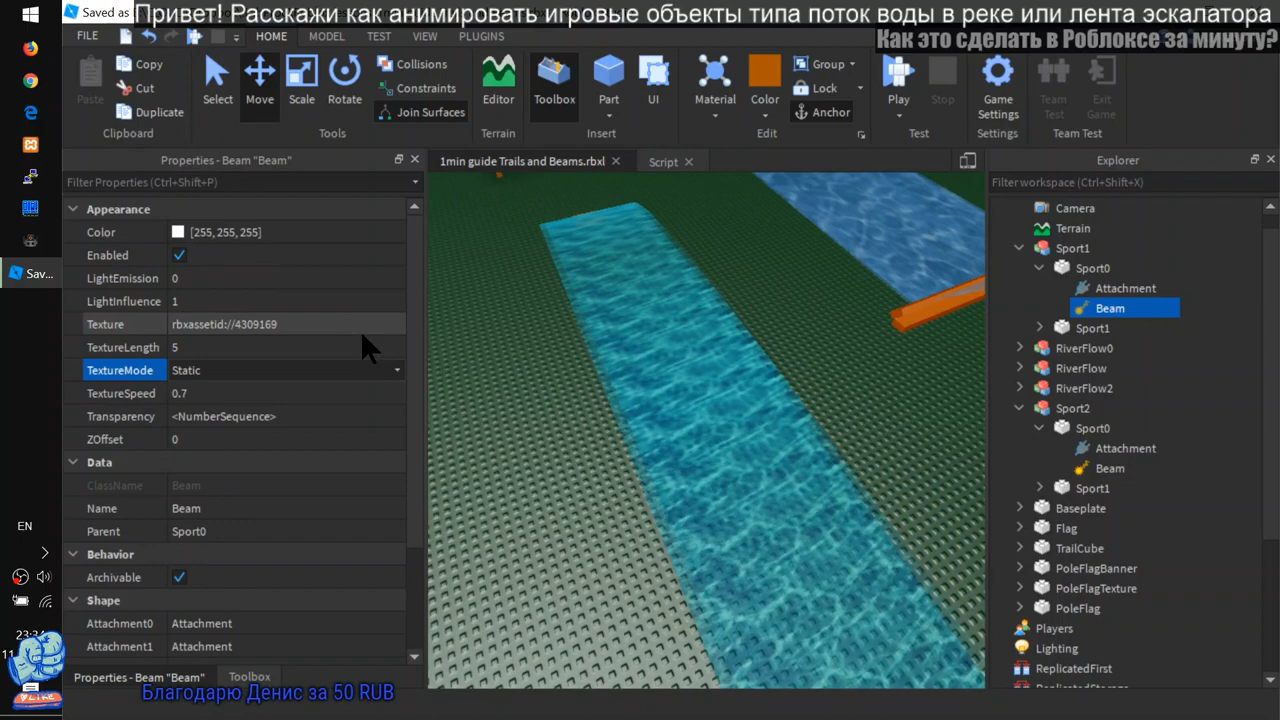 Saved as
Привет! Расскажи как анимировать игровые объекты типа поток воды в реке или лента эскалатора
Как это сделать в Роблоксе за минуту?
FILE HOME MODEL TEST VIEW PLUGINS
Paste Copy Cut Duplicate
Clipboard
Select Move Scale Rotate
Collisions
Constraints
Join Surfaces
Tools
Editor
Terrain
Toolbox Part UI
Insert
Material Color
Group
Lock
Anchor
Edit
Play Stop
Test
Game Settings
Settings
Team Test Exit Game
Team Test
Properties - Beam "Beam"
Filter Properties (Ctrl+Shift+P)
Appearance
Color [255, 255, 255]
Enabled
LightEmission 0
LightInfluence 1
Texture rbxassetid://4309169
TextureLength 5
TextureMode Static
TextureSpeed 0.7
Transparency <NumberSequence>
ZOffset 0
Data
ClassName Beam
Name Beam
Parent Sport0
Behavior
Archivable
Shape
Attachment0 Attachment
Attachment1 Attachment
Properties - Beam "Beam" Toolbox
1min guide Trails and Beams.rbxl Script
Explorer
Filter workspace (Ctrl+Shift+X)
Camera
Terrain
Sport1
Sport0
Attachment
Beam
Sport1
RiverFlow0
RiverFlow
RiverFlow2
Sport2
Sport0
Attachment
Beam
Sport1
Baseplate
Flag
TrailCube
PoleFlagBanner
PoleFlagTexture
PoleFlag
Players
Lighting
ReplicatedFirst
Sav...
EN
LIKE
Благодарю Денис за 50 RUB